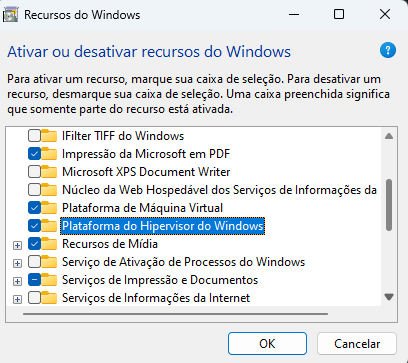 Recursos do Windows
Ativar ou desativar recursos do Windows
?
Para ativar um recurso, marque sua caixa de seleção. Para desativar um
recurso, desmarque sua caixa de seleção. Uma caixa preenchida significa
que somente parte do recurso está ativada.
IFilter TIFF do Windows
Impressão da Microsoft em PDF
Microsoft XPS Document Writer
Núcleo da Web Hospedável dos Serviços de Informações da
Plataforma de Máquina Virtual
Plataforma do Hipervisor do Windows
Recursos de Mídia
Serviço de Ativação de Processos do Windows
Serviços de Impressão e Documentos
Serviços de Informações da Internet
OK
Cancelar